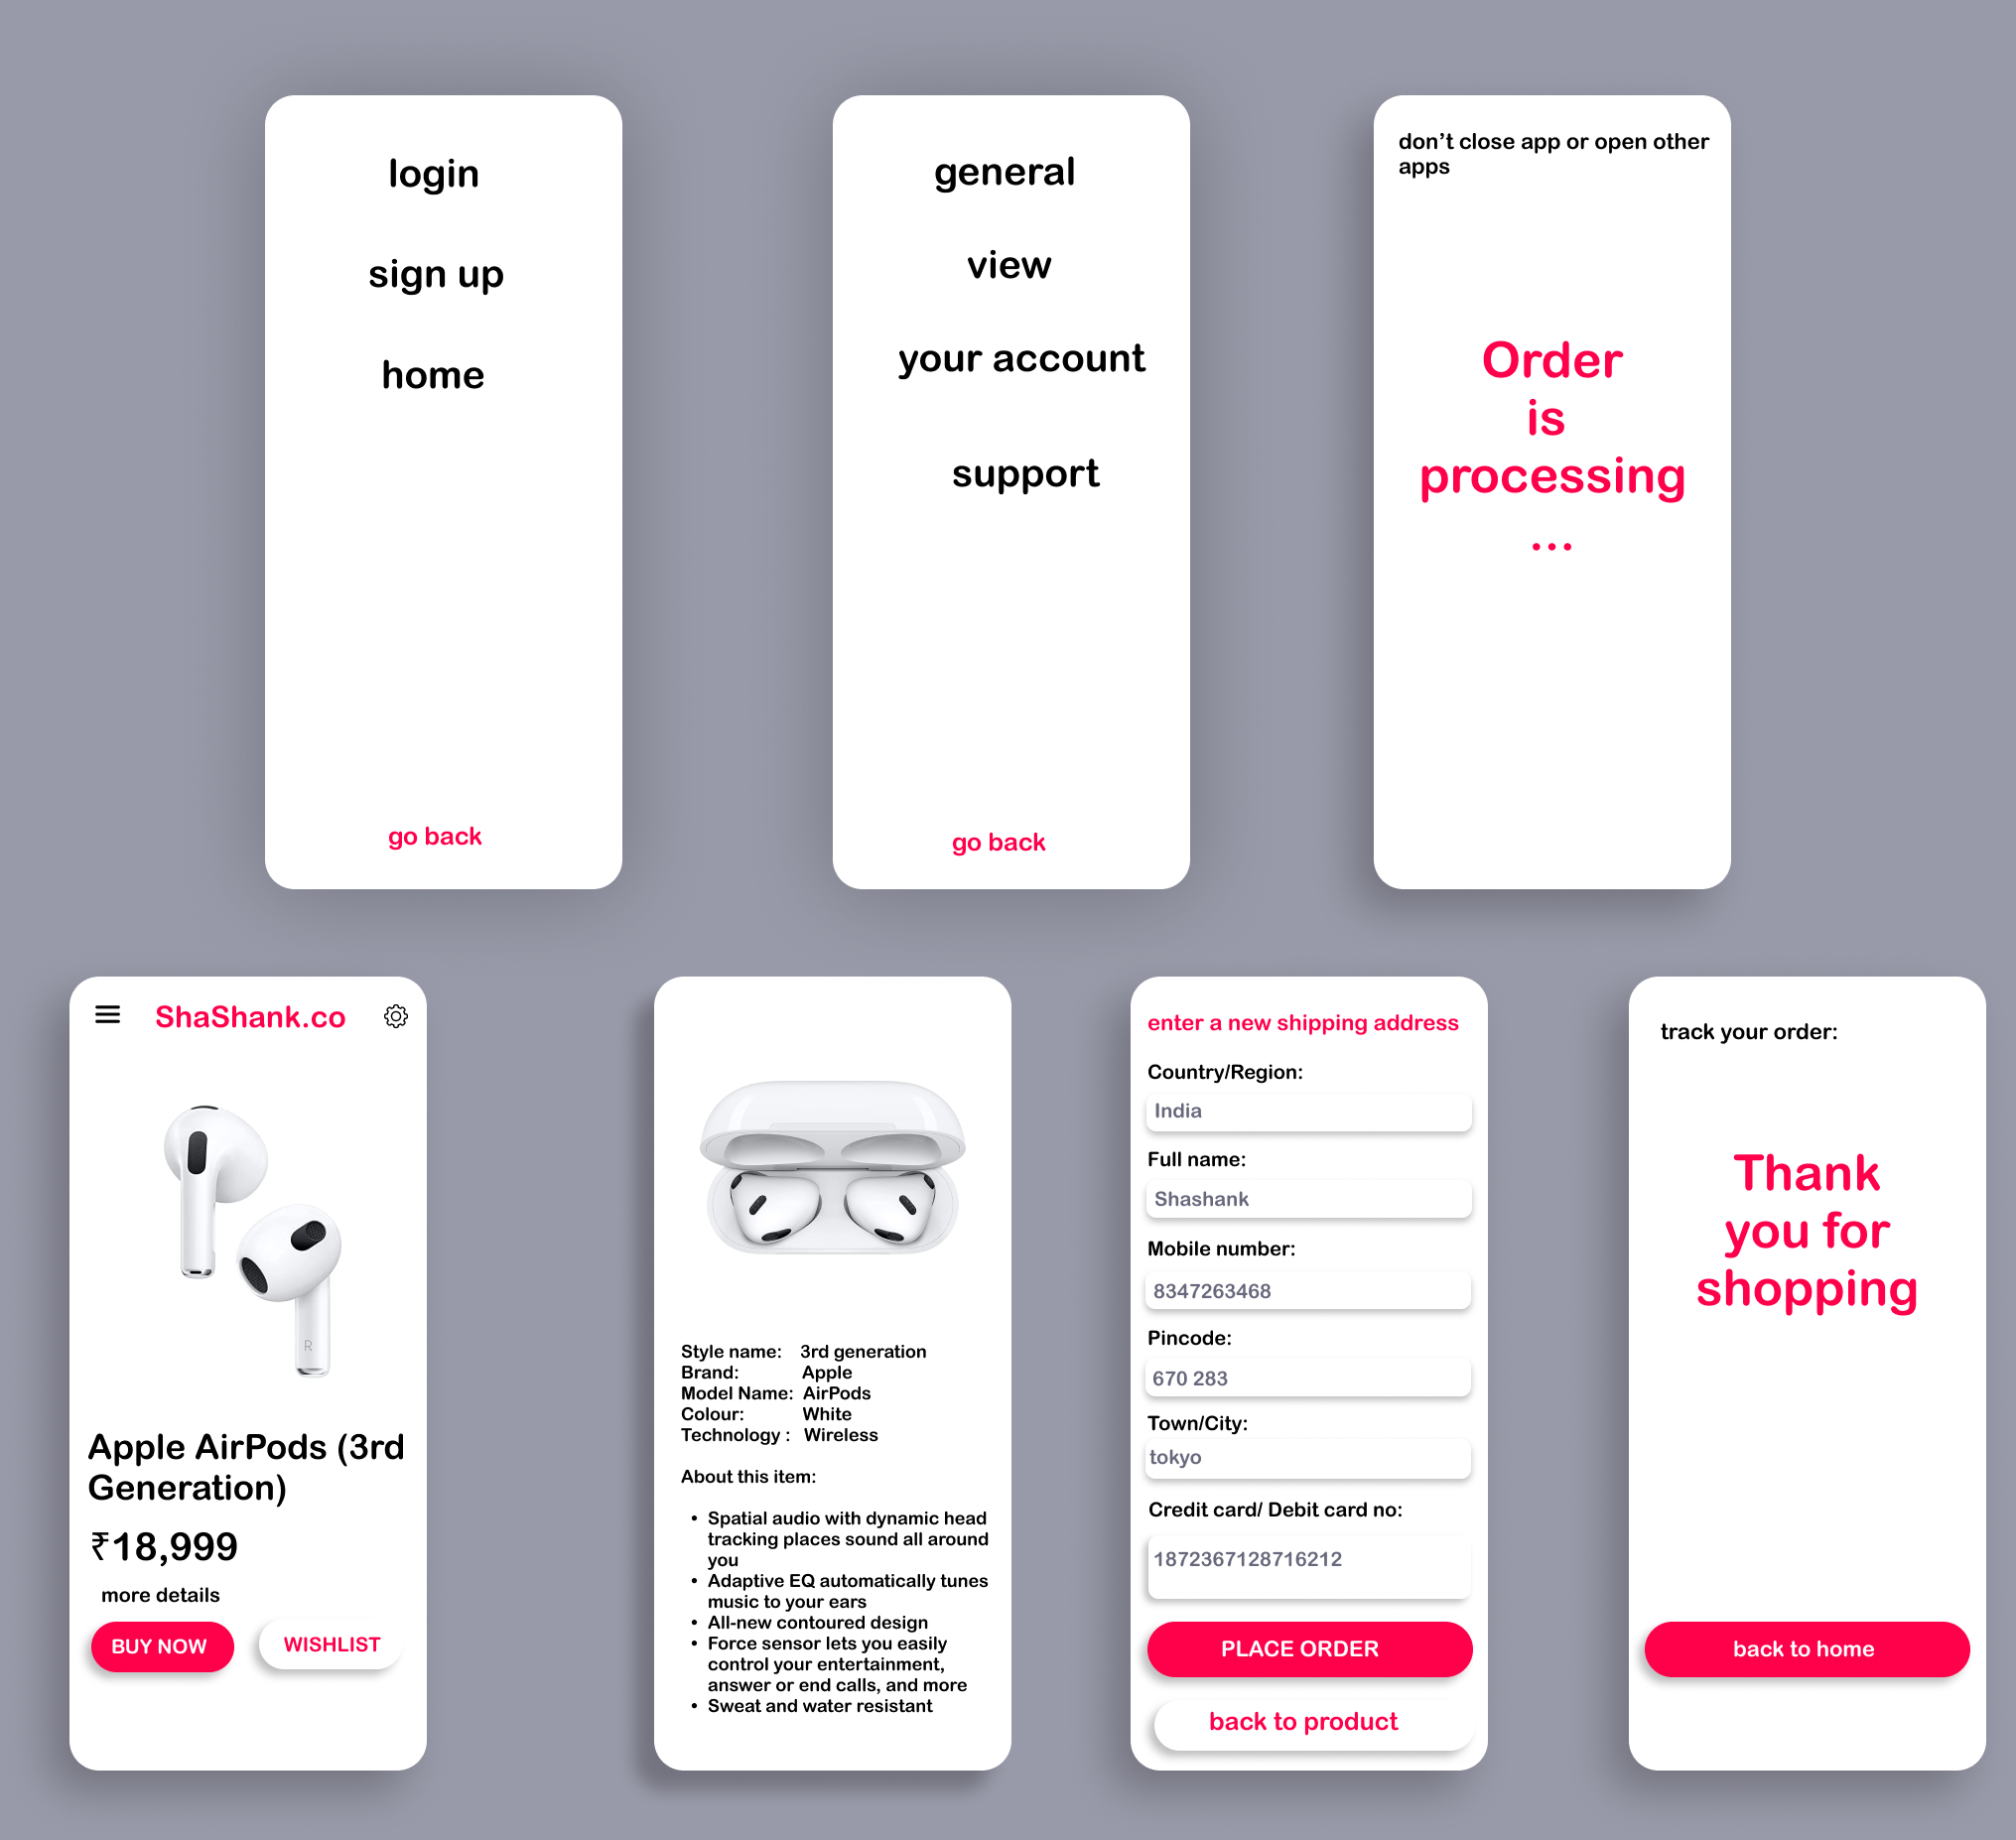 login
sign up
home
go back
general
view
your account
support
go back
don’t close app or open other
apps
Order
is
processing
...
ShaShank.co
R
Apple AirPods (3rd
Generation)
₹18,999
more details
BUY NOW
WISHLIST
Style name: 3rd generation
Brand: Apple
Model Name: AirPods
Colour: White
Technology : Wireless
About this item:
• Spatial audio with dynamic head
tracking places sound all around
you
• Adaptive EQ automatically tunes
music to your ears
• All-new contoured design
• Force sensor lets you easily
control your entertainment,
answer or end calls, and more
• Sweat and water resistant
enter a new shipping address
Country/Region:
India
Full name:
Shashank
Mobile number:
8347263468
Pincode:
670 283
Town/City:
tokyo
Credit card/ Debit card no:
1872367128716212
PLACE ORDER
back to product
track your order:
Thank
you for
shopping
back to home